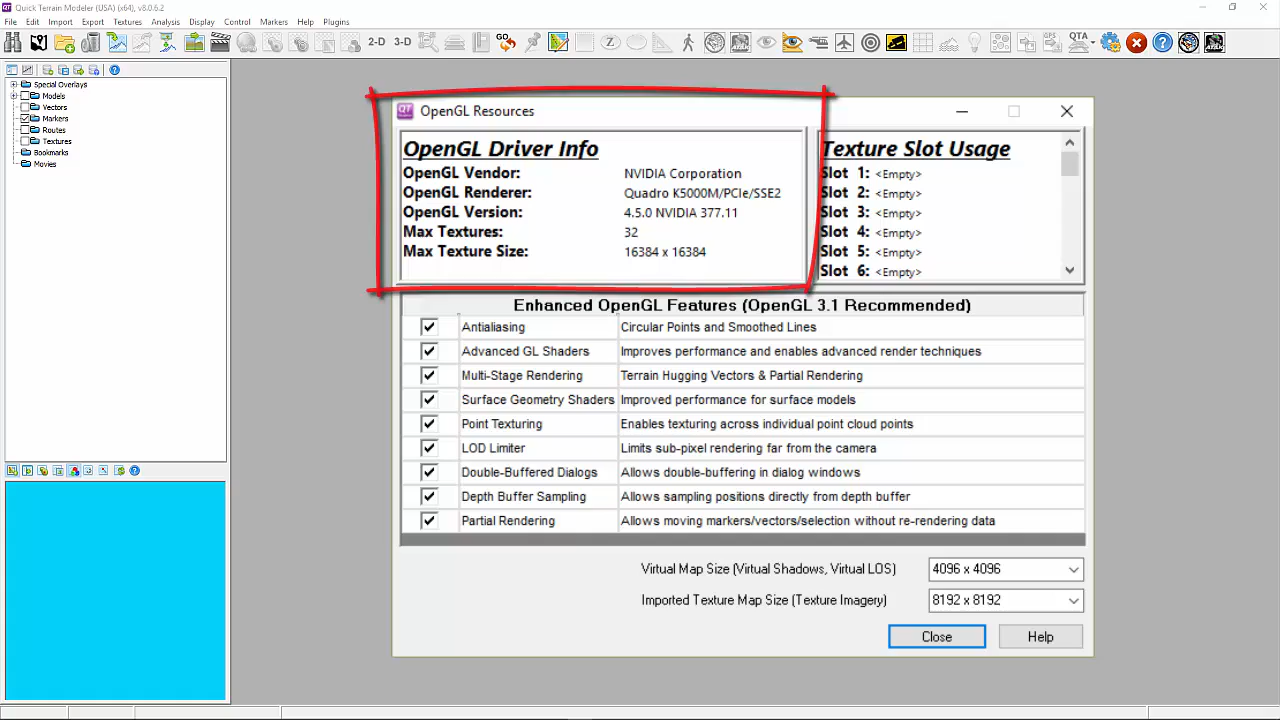 Quick Terrain Modeler (USA) (x64), v8.0.6.2
File Edit Import Export Textures Analysis Display Control Markers Help Plugins
2-D 3-D GO Z QTA
Special Overlays
Models
Vectors
Markers
Routes
Textures
Bookmarks
Movies
QT
OpenGL Resources
OpenGL Driver Info
OpenGL Vendor: NVIDIA Corporation
OpenGL Renderer: Quadro K5000M/PCIe/SSE2
OpenGL Version: 4.5.0 NVIDIA 377.11
Max Textures: 32
Max Texture Size: 16384 x 16384
Texture Slot Usage
Slot 1: <Empty>
Slot 2: <Empty>
Slot 3: <Empty>
Slot 4: <Empty>
Slot 5: <Empty>
Slot 6: <Empty>
Enhanced OpenGL Features (OpenGL 3.1 Recommended)
Antialiasing Circular Points and Smoothed Lines
Advanced GL Shaders Improves performance and enables advanced render techniques
Multi-Stage Rendering Terrain Hugging Vectors & Partial Rendering
Surface Geometry Shaders Improved performance for surface models
Point Texturing Enables texturing across individual point cloud points
LOD Limiter Limits sub-pixel rendering far from the camera
Double-Buffered Dialogs Allows double-buffering in dialog windows
Depth Buffer Sampling Allows sampling positions directly from depth buffer
Partial Rendering Allows moving markers/vectors/selection without re-rendering data
Virtual Map Size (Virtual Shadows, Virtual LOS) 4096 x 4096
Imported Texture Map Size (Texture Imagery) 8192 x 8192
Close Help